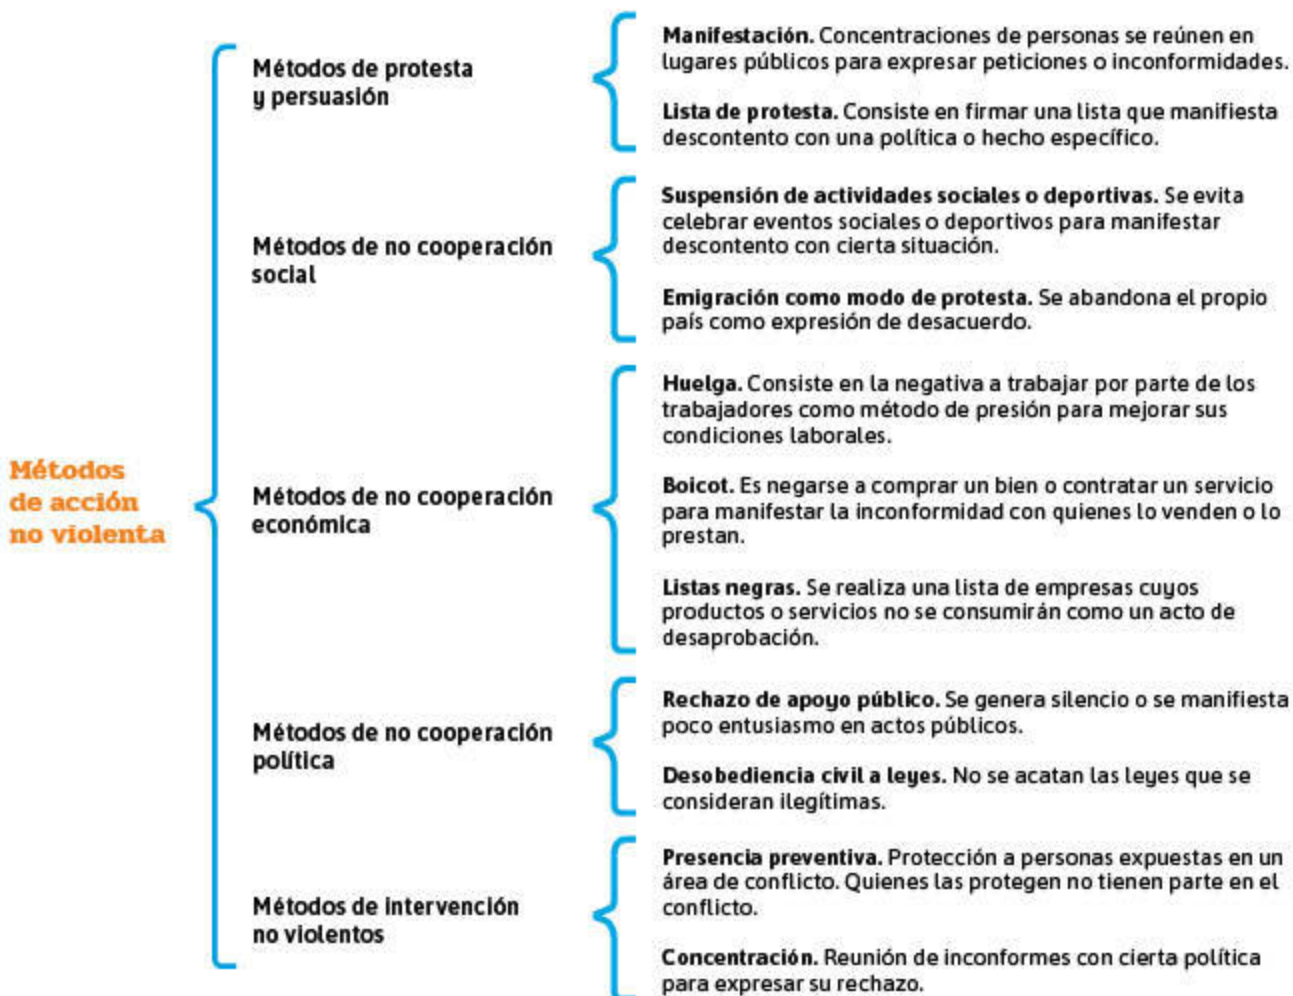 Métodos
de acción
no violenta
Métodos de protesta
y persuasión
Manifestación. Concentraciones de personas se reúnen en
lugares públicos para expresar peticiones o inconformidades.
Lista de protesta. Consiste en firmar una lista que manifiesta
descontento con una política o hecho específico.
Métodos de no cooperación
social
Suspensión de actividades sociales o deportivas. Se evita
celebrar eventos sociales o deportivos para manifestar
descontento con cierta situación.
Emigración como modo de protesta. Se abandona el propio
país como expresión de desacuerdo.
Métodos de no cooperación
económica
Huelga. Consiste en la negativa a trabajar por parte de los
trabajadores como método de presión para mejorar sus
condiciones laborales.
Boicot. Es negarse a comprar un bien o contratar un servicio
para manifestar la inconformidad con quienes lo venden o lo
prestan.
Listas negras. Se realiza una lista de empresas cuyos
productos o servicios no se consumirán como un acto de
desaprobación.
Métodos de no cooperación
política
Rechazo de apoyo público. Se genera silencio o se manifiesta
poco entusiasmo en actos públicos.
Desobediencia civil a leyes. No se acatan las leyes que se
consideran ilegítimas.
Métodos de intervención
no violentos
Presencia preventiva. Protección a personas expuestas en un
área de conflicto. Quienes las protegen no tienen parte en el
conflicto.
Concentración. Reunión de inconformes con cierta política
para expresar su rechazo.